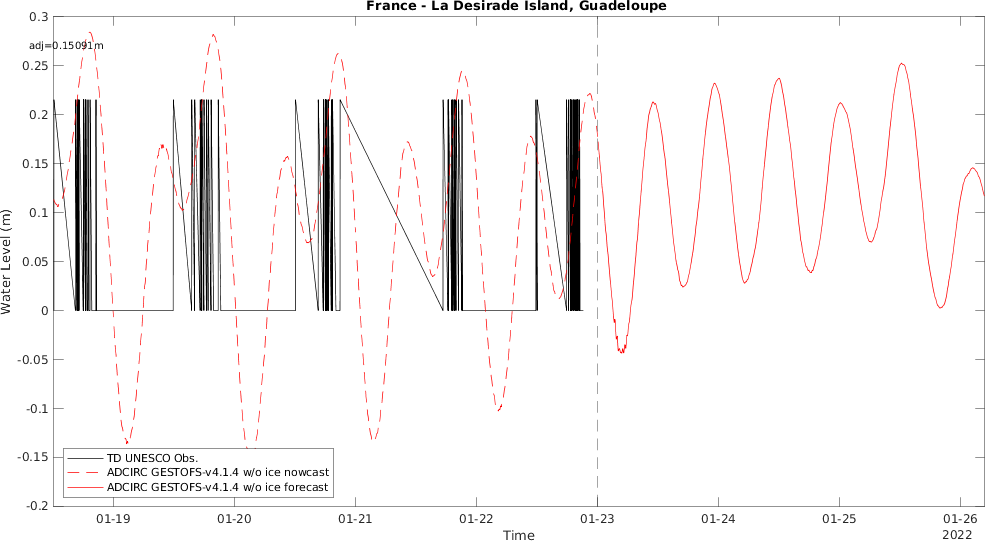 France - La Desirade Island, Guadeloupe
0.3
adj=0.15091m
0.25
0.2
0.15
0.1
0.05
0
-0.05
-0.1
-0.15
-0.2
Water Level (m)
TD UNESCO Obs.
ADCIRC GESTOFS-v4.1.4 w/o ice nowcast
ADCIRC GESTOFS-v4.1.4 w/o ice forecast
01-19 01-20 01-21 01-22 01-23 01-24 01-25 01-26
Time 2022